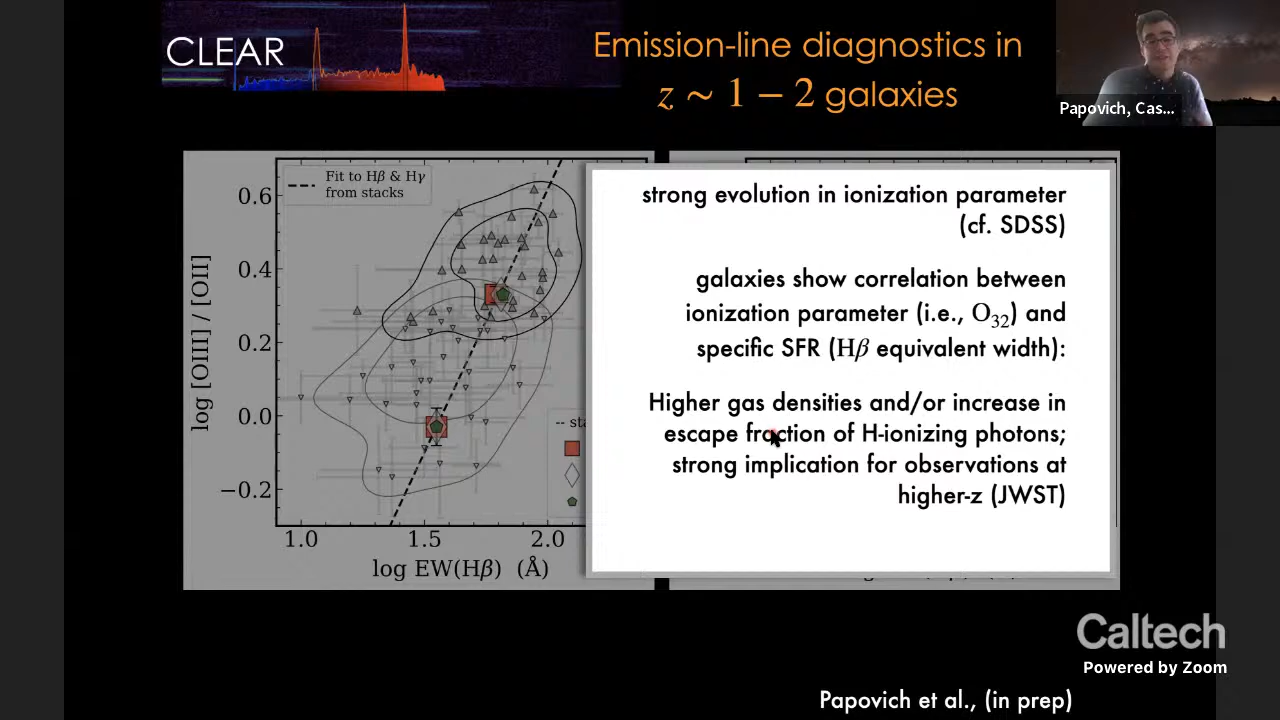 CLEAR
Emission-line diagnostics in
z ~ 1 − 2 galaxies
Papovich, Cas...
Fit to Hβ & Hγ
from stacks
0.6
0.4
0.2
0.0
−0.2
log [OIII] / [OII]
1.0 1.5 2.0
log EW(Hβ) (Å)
strong evolution in ionization parameter
(cf. SDSS)
galaxies show correlation between
ionization parameter (i.e., O₃₂) and
specific SFR (Hβ equivalent width):
Higher gas densities and/or increase in
escape fraction of H-ionizing photons;
strong implication for observations at
higher-z (JWST)
Caltech
Powered by Zoom
Papovich et al., (in prep)